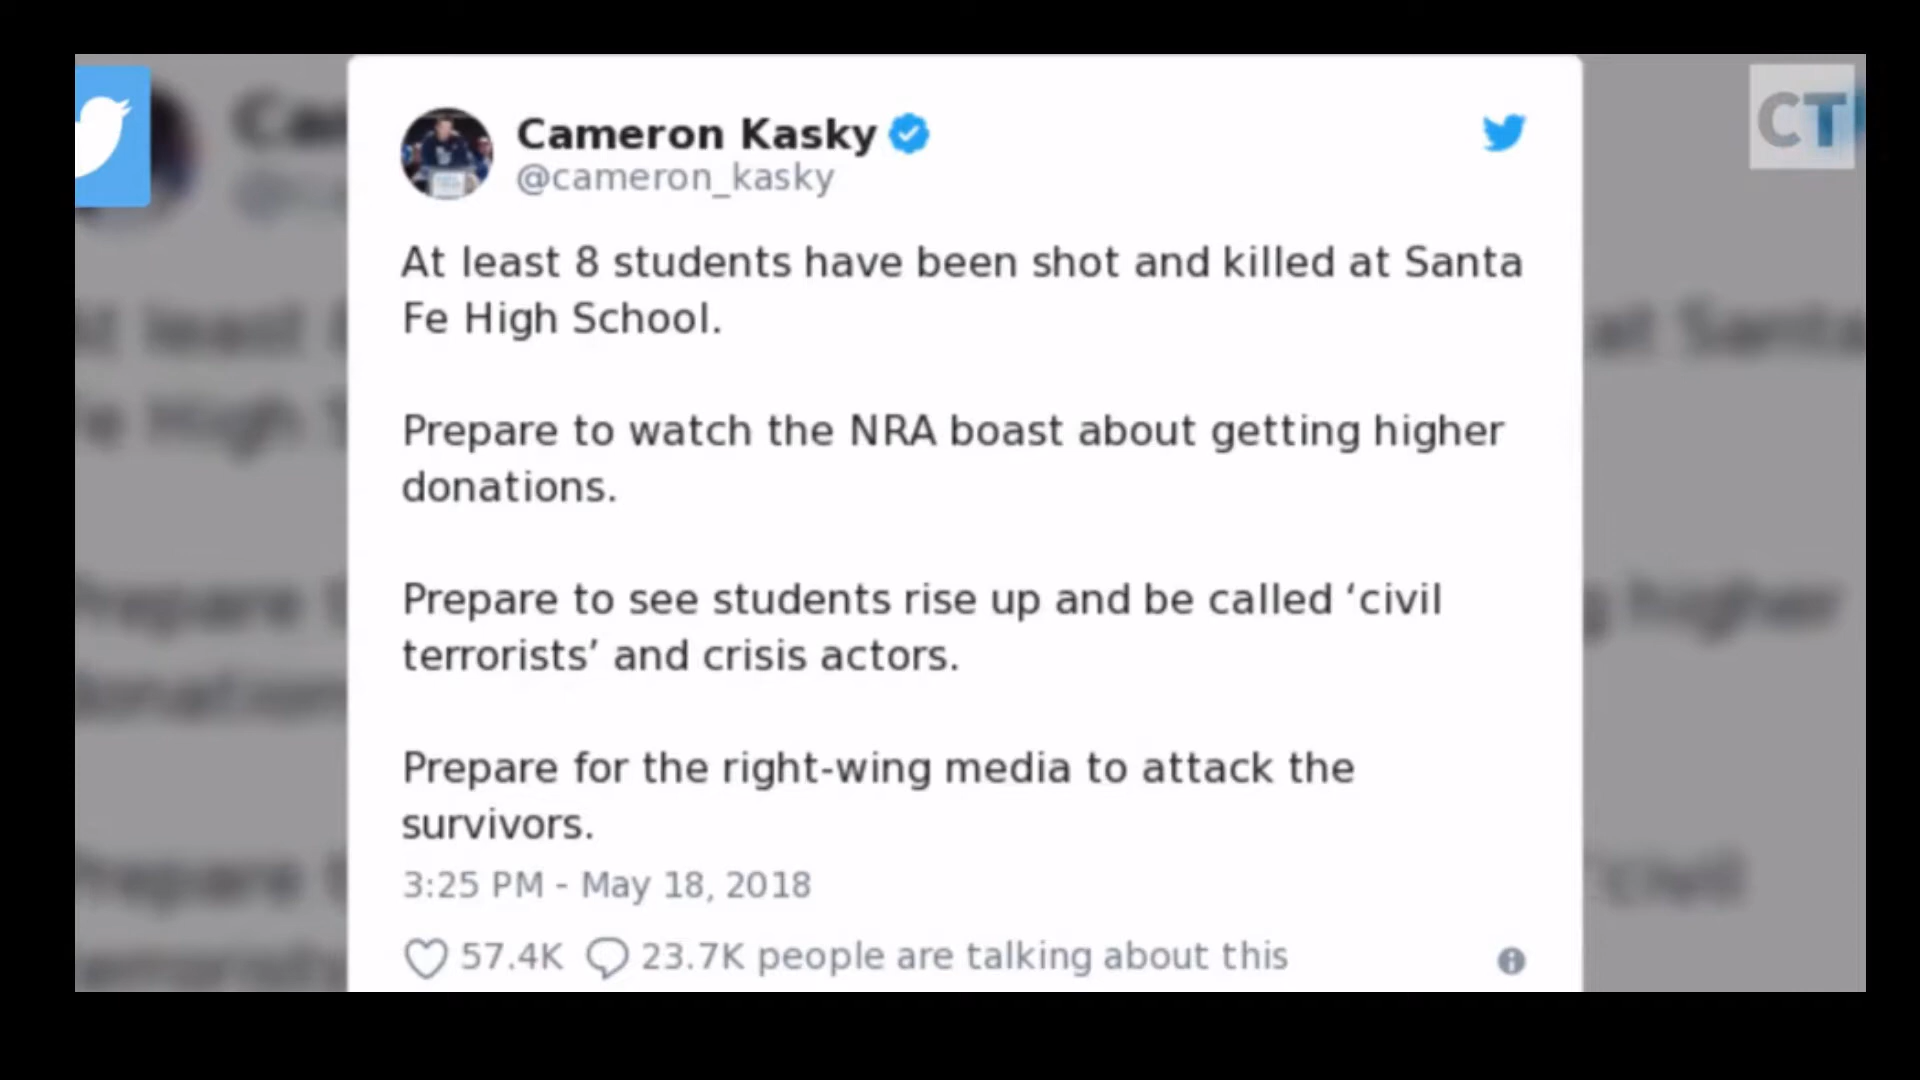 Cameron Kasky
@cameron_kasky
CT
At least 8 students have been shot and killed at Santa
Fe High School.
Prepare to watch the NRA boast about getting higher
donations.
Prepare to see students rise up and be called ‘civil
terrorists’ and crisis actors.
Prepare for the right-wing media to attack the
survivors.
3:25 PM - May 18, 2018
57.4K 23.7K people are talking about this